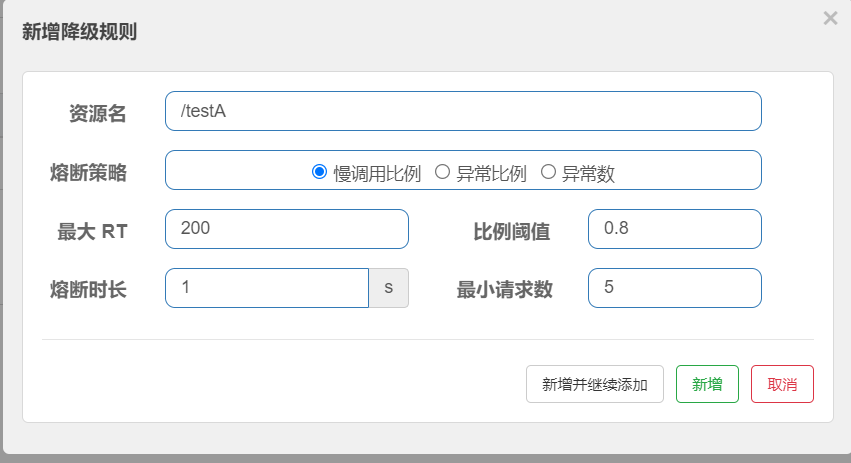 新增降级规则
×
资源名 /testA
熔断策略 慢调用比例 异常比例 异常数
最大 RT 200 比例阈值 0.8
熔断时长 1 s 最小请求数 5
新增并继续添加 新增 取消